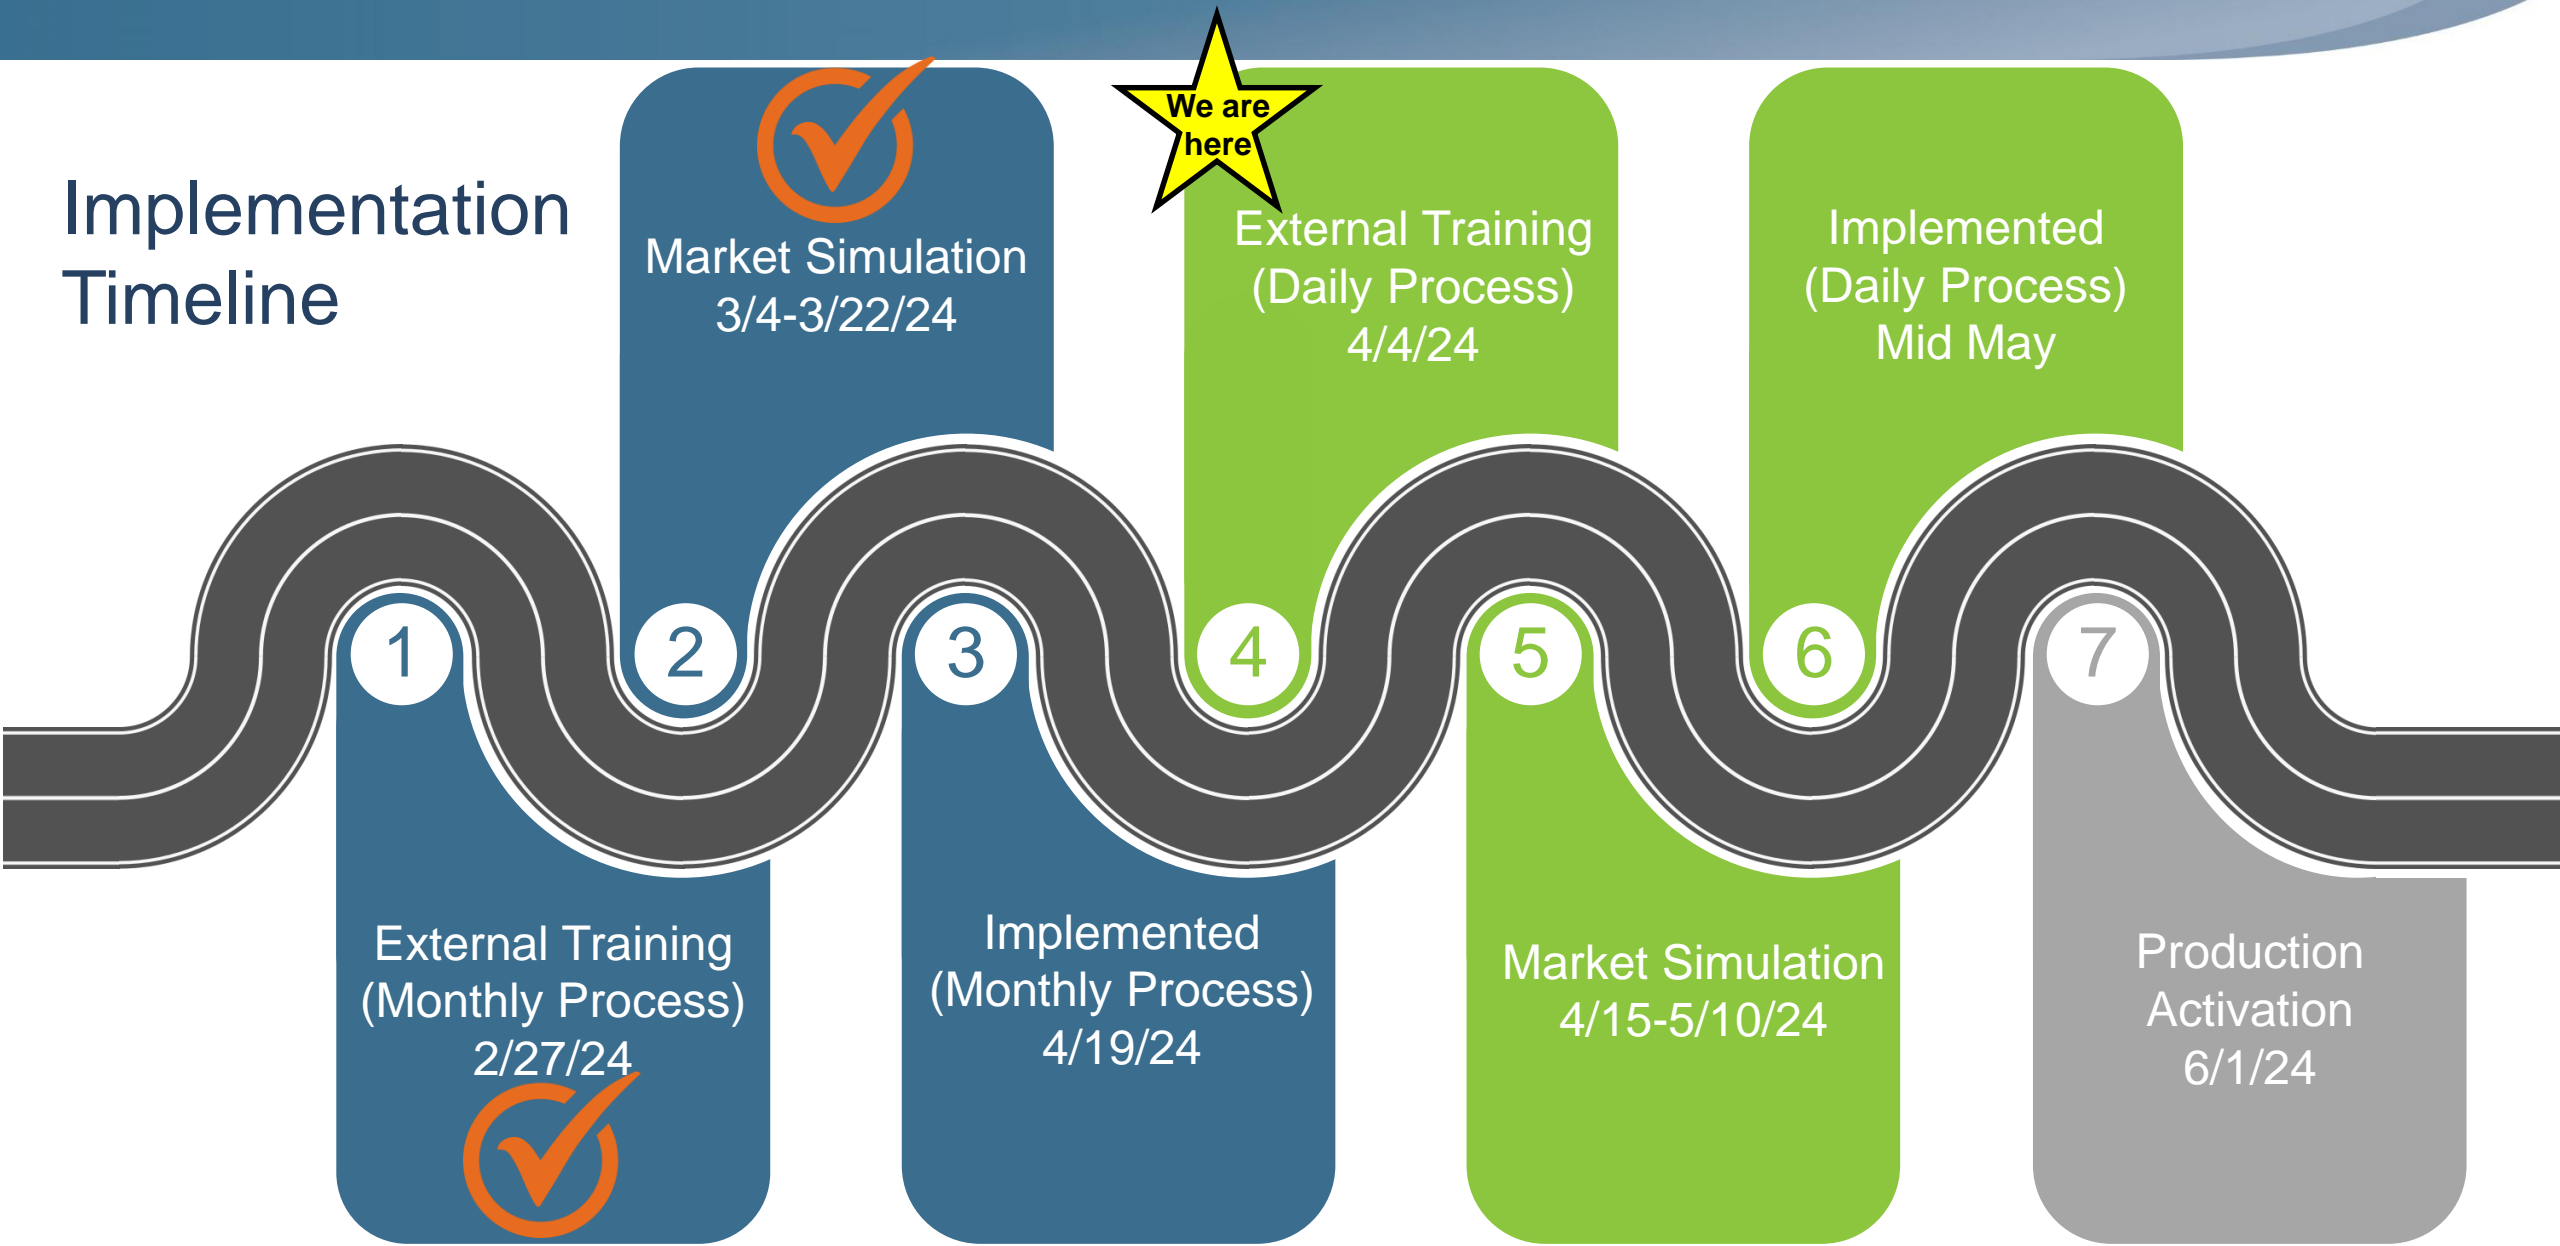 Implementation
Timeline
We are
here
1
External Training
(Monthly Process)
2/27/24
2
Market Simulation
3/4-3/22/24
3
Implemented
(Monthly Process)
4/19/24
4
External Training
(Daily Process)
4/4/24
5
Market Simulation
4/15-5/10/24
6
Implemented
(Daily Process)
Mid May
7
Production
Activation
6/1/24